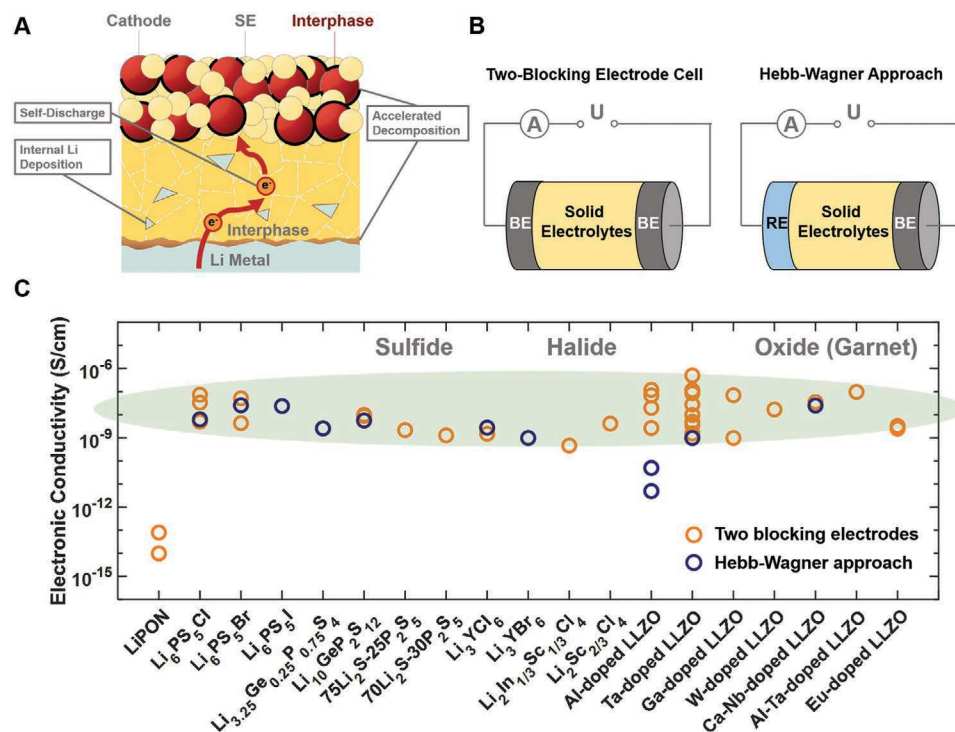 A
Cathode
SE
Interphase
Self-Discharge
Internal Li
Deposition
Accelerated
Decomposition
e-
e-
Interphase
Li Metal
B
Two-Blocking Electrode Cell
A
U
BE
Solid
Electrolytes
BE
Hebb-Wagner Approach
A
U
RE
Solid
Electrolytes
BE
C
Electronic Conductivity (S/cm)
10-6
10-9
10-12
10-15
Sulfide
Halide
Oxide (Garnet)
Two blocking electrodes
Hebb-Wagner approach
LiPON
Li6PS5Cl
Li6PS5Br
Li6PS5I
Li3.25Ge0.25P0.75S4
Li10GeP2S12
75Li2S-25P2S5
70Li2S-30P2S5
Li3YCl6
Li3YBr6
Li2In1/3Sc1/3Cl4
Li2Sc2/3Cl4
Al-doped LLZO
Ta-doped LLZO
Ga-doped LLZO
W-doped LLZO
Ca-Nb-doped LLZO
Al-Ta-doped LLZO
Eu-doped LLZO